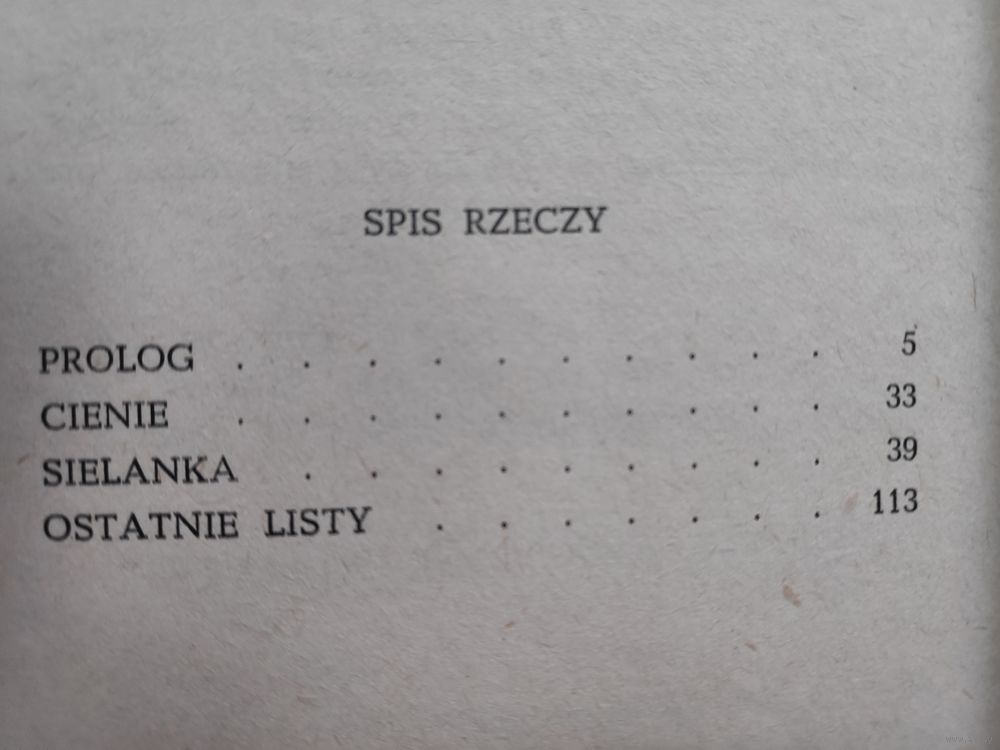 SPIS RZECZY
PROLOG . . . . . . . . . . 5
CIENIE . . . . . . . . . . 33
SIELANKA . . . . . . . . . 39
OSTATNIE LISTY . . . . . . . 113